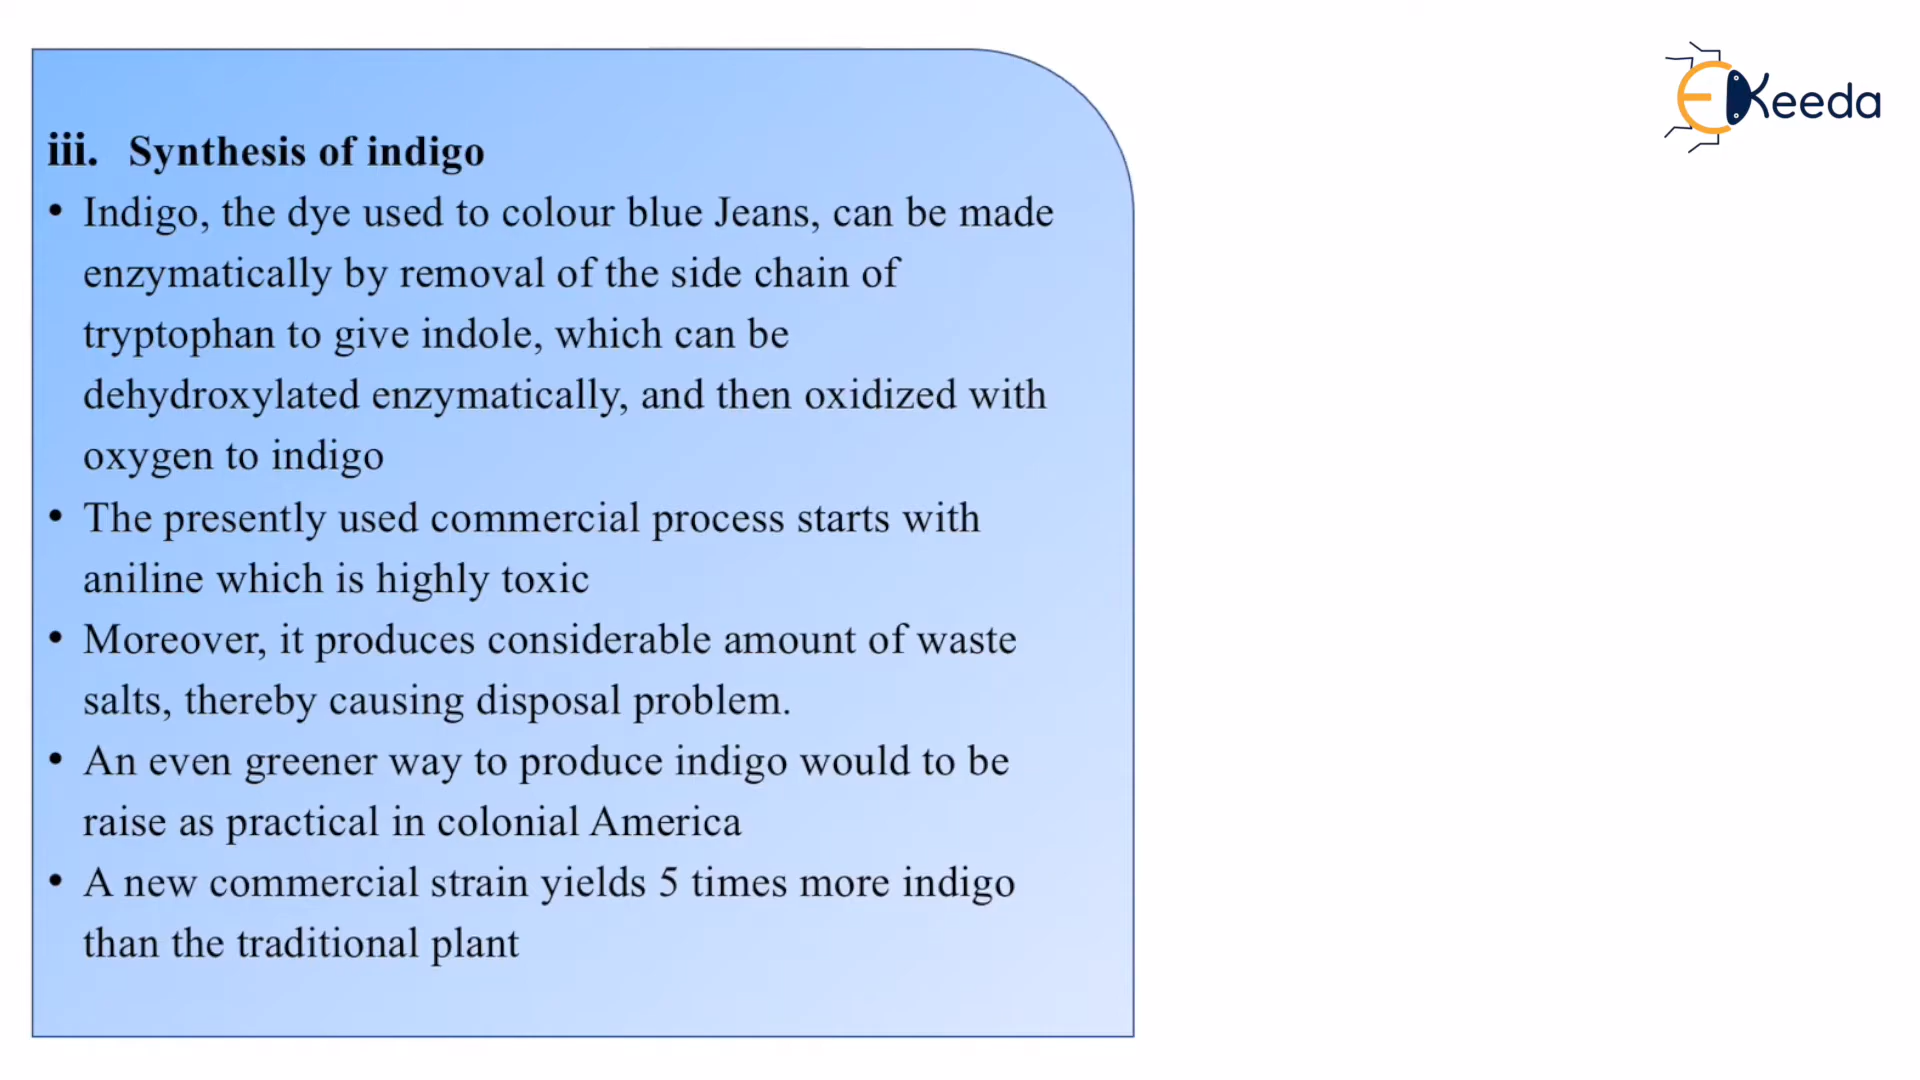 EKeeda
iii. Synthesis of indigo
• Indigo, the dye used to colour blue Jeans, can be made
enzymatically by removal of the side chain of
tryptophan to give indole, which can be
dehydroxylated enzymatically, and then oxidized with
oxygen to indigo
• The presently used commercial process starts with
aniline which is highly toxic
• Moreover, it produces considerable amount of waste
salts, thereby causing disposal problem.
• An even greener way to produce indigo would to be
raise as practical in colonial America
• A new commercial strain yields 5 times more indigo
than the traditional plant